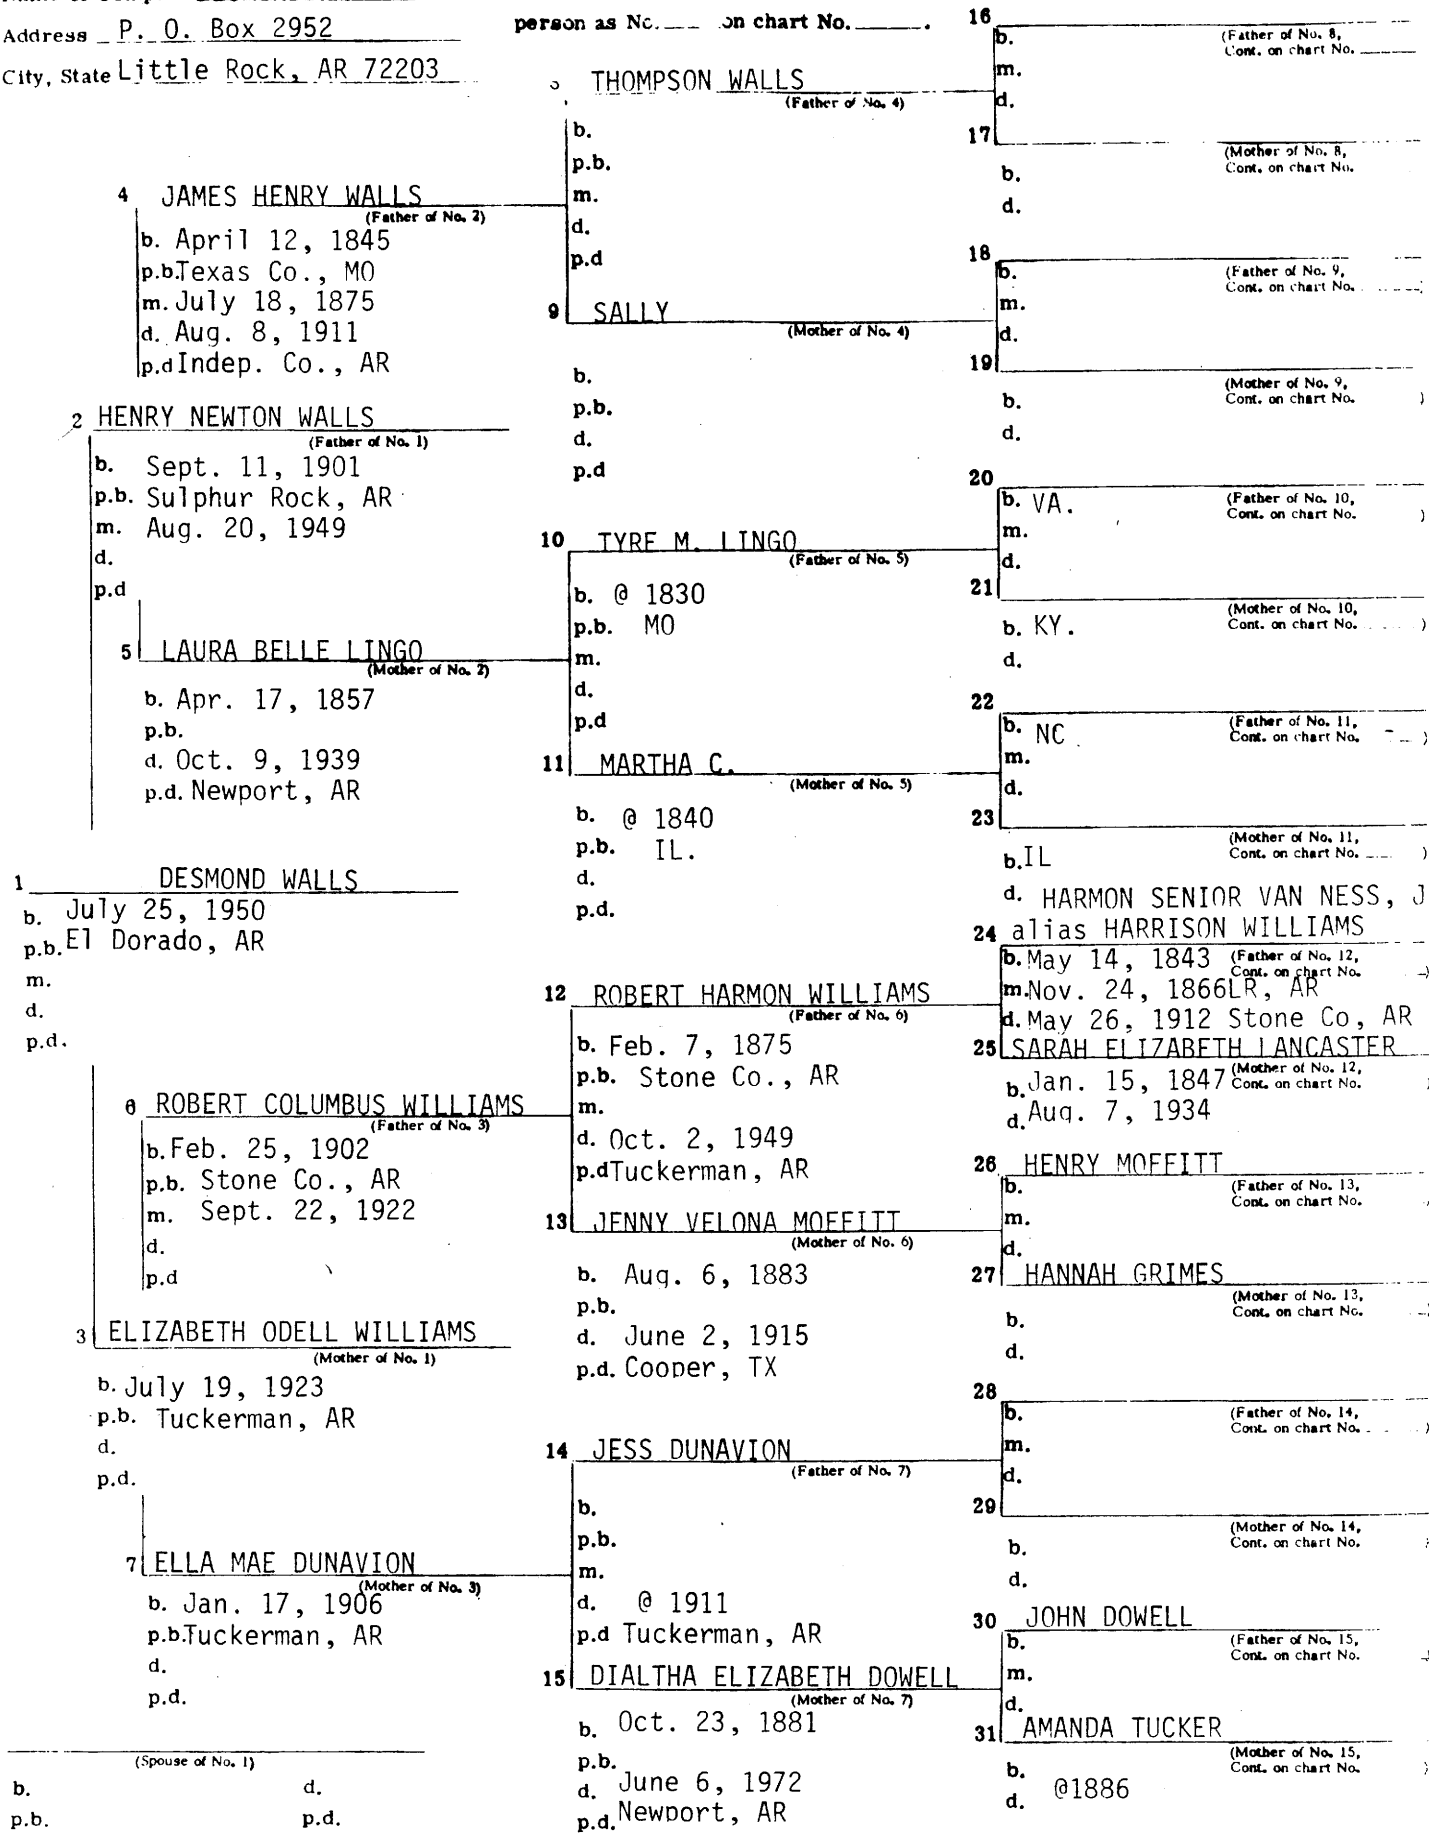 Address P. O. Box 2952
City, State Little Rock, AR 72203
person as No. ___ on chart No. ___.
THOMPSON WALLS
(Father of No. 4)
b.
p.b.
m.
d.
p.d
4 JAMES HENRY WALLS
(Father of No. 2)
b. April 12, 1845
p.b. Texas Co., MO
m. July 18, 1875
d. Aug. 8, 1911
p.d Indep. Co., AR
9 SALLY
(Mother of No. 4)
b.
p.b.
d.
p.d
2 HENRY NEWTON WALLS
(Father of No. 1)
b. Sept. 11, 1901
p.b. Sulphur Rock, AR
m. Aug. 20, 1949
d.
p.d
10 TYRE M. LINGO
(Father of No. 5)
b. @ 1830
p.b. MO
m.
d.
p.d
5 LAURA BELLE LINGO
(Mother of No. 2)
b. Apr. 17, 1857
p.b.
d. Oct. 9, 1939
p.d. Newport, AR
11 MARTHA C.
(Mother of No. 5)
b. @ 1840
p.b. IL.
d.
p.d.
1 DESMOND WALLS
b. July 25, 1950
p.b. El Dorado, AR
m.
d.
p.d.
12 ROBERT HARMON WILLIAMS
(Father of No. 6)
b. Feb. 7, 1875
p.b. Stone Co., AR
m.
d. Oct. 2, 1949
p.d Tuckerman, AR
6 ROBERT COLUMBUS WILLIAMS
(Father of No. 3)
b. Feb. 25, 1902
p.b. Stone Co., AR
m. Sept. 22, 1922
d.
p.d
13 JENNY VELONA MOFFITT
(Mother of No. 6)
b. Aug. 6, 1883
p.b.
d. June 2, 1915
p.d. Cooper, TX
3 ELIZABETH ODELL WILLIAMS
(Mother of No. 1)
b. July 19, 1923
p.b. Tuckerman, AR
d.
p.d.
14 JESS DUNAVION
(Father of No. 7)
b.
p.b.
m.
d. @ 1911
p.d Tuckerman, AR
7 ELLA MAE DUNAVION
(Mother of No. 3)
b. Jan. 17, 1906
p.b. Tuckerman, AR
d.
p.d.
15 DIALTHA ELIZABETH DOWELL
(Mother of No. 7)
b. Oct. 23, 1881
p.b.
d. June 6, 1972
p.d. Newport, AR
(Spouse of No. 1)
b. d.
p.b. p.d.
16
b. (Father of No. 8,
Cont. on chart No. ___
m.
d.
17
(Mother of No. 8,
b. Cont. on chart No.
d.
18
b. (Father of No. 9,
Cont. on chart No.
m.
d.
19
(Mother of No. 9,
b. Cont. on chart No. )
d.
20
b. VA. (Father of No. 10,
Cont. on chart No. )
m.
d.
21
(Mother of No. 10,
b. KY. Cont. on chart No. )
d.
22
b. NC (Father of No. 11,
Cont. on chart No. )
m.
d.
23
(Mother of No. 11,
b. IL Cont. on chart No. )
d.
HARMON SENIOR VAN NESS, J
24 alias HARRISON WILLIAMS
b. May 14, 1843 (Father of No. 12,
Cont. on chart No. )
m. Nov. 24, 1866 LR, AR
d. May 26, 1912 Stone Co, AR
25 SARAH ELIZABETH LANCASTER
(Mother of No. 12,
b. Jan. 15, 1847 Cont. on chart No. )
d. Aug. 7, 1934
26 HENRY MOFFITT
b. (Father of No. 13,
Cont. on chart No. )
m.
d.
27 HANNAH GRIMES
(Mother of No. 13,
b. Cont. on chart No. )
d.
28
b. (Father of No. 14,
Cont. on chart No. )
m.
d.
29
(Mother of No. 14,
b. Cont. on chart No. )
d.
30 JOHN DOWELL
b. (Father of No. 15,
Cont. on chart No.
m.
d.
31 AMANDA TUCKER
(Mother of No. 15,
b. Cont. on chart No. )
d. @1886